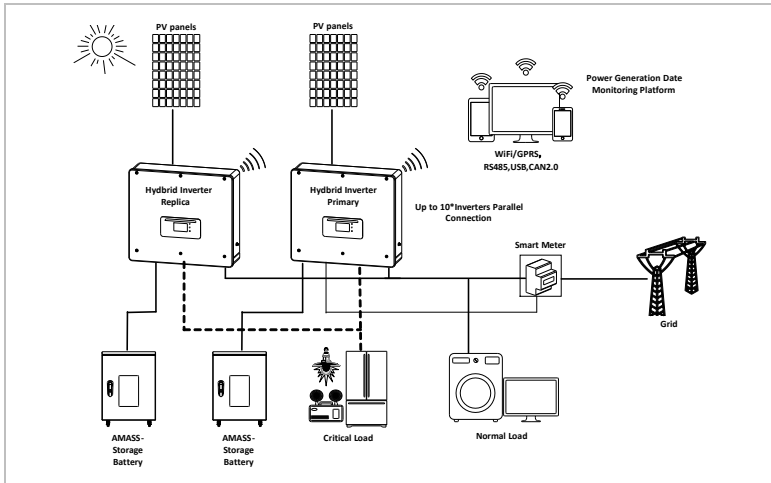 PV panels
PV panels
Power Generation Date
Monitoring Platform
WiFi/GPRS,
RS485,USB,CAN2.0
Hydbrid Inverter
Replica
Hydbrid Inverter
Primary
Up to 10*Inverters Parallel
Connection
Smart Meter
Grid
AMASS-
Storage
Battery
AMASS-
Storage
Battery
Critical Load
Normal Load